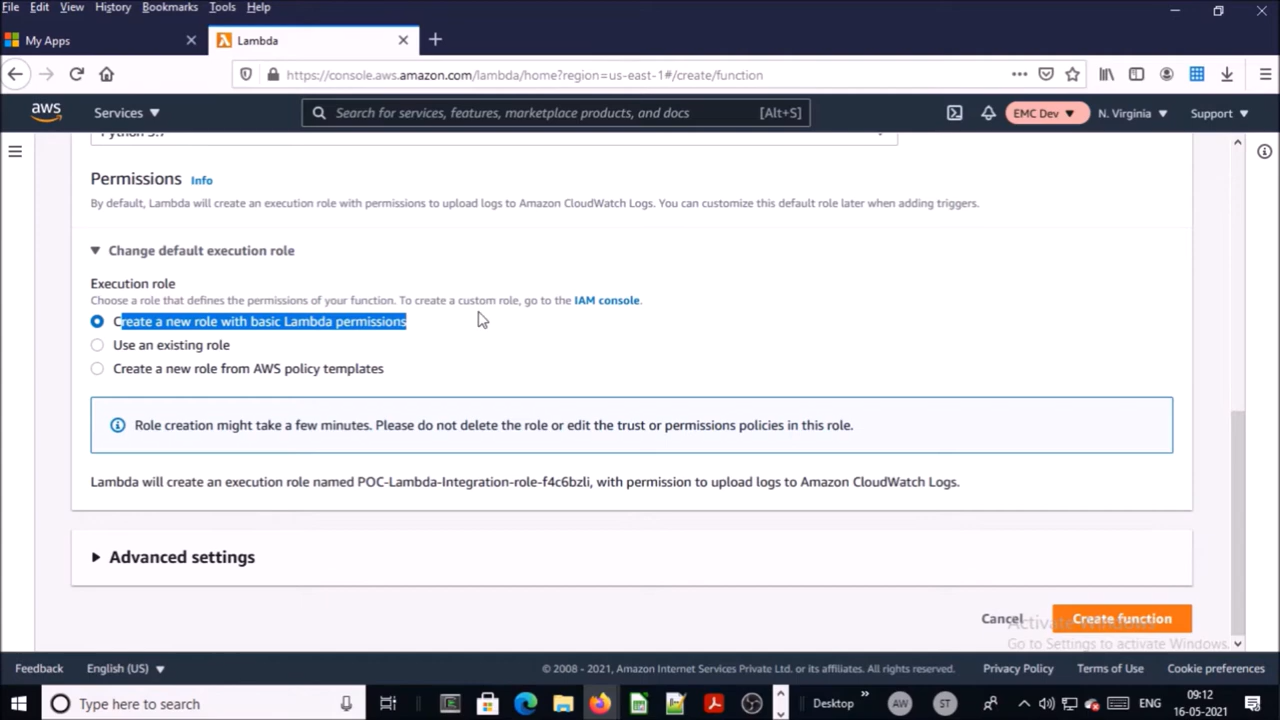 File Edit View History Bookmarks Tools Help
My Apps
Lambda
https://console.aws.amazon.com/lambda/home?region=us-east-1#/create/function
aws
Services
Search for services, features, marketplace products, and docs
[Alt+S]
EMC Dev
N. Virginia
Support
Python 3.7
Permissions Info
By default, Lambda will create an execution role with permissions to upload logs to Amazon CloudWatch Logs. You can customize this default role later when adding triggers.
Change default execution role
Execution role
Choose a role that defines the permissions of your function. To create a custom role, go to the IAM console.
Create a new role with basic Lambda permissions
Use an existing role
Create a new role from AWS policy templates
Role creation might take a few minutes. Please do not delete the role or edit the trust or permissions policies in this role.
Lambda will create an execution role named POC-Lambda-Integration-role-f4c6bzli, with permission to upload logs to Amazon CloudWatch Logs.
Advanced settings
Cancel
Create function
Activate Windows
Go to Settings to activate Windows.
Feedback
English (US)
© 2008 - 2021, Amazon Internet Services Private Ltd. or its affiliates. All rights reserved.
Privacy Policy
Terms of Use
Cookie preferences
Type here to search
Desktop
AW
ST
ENG
09:12
16-05-2021